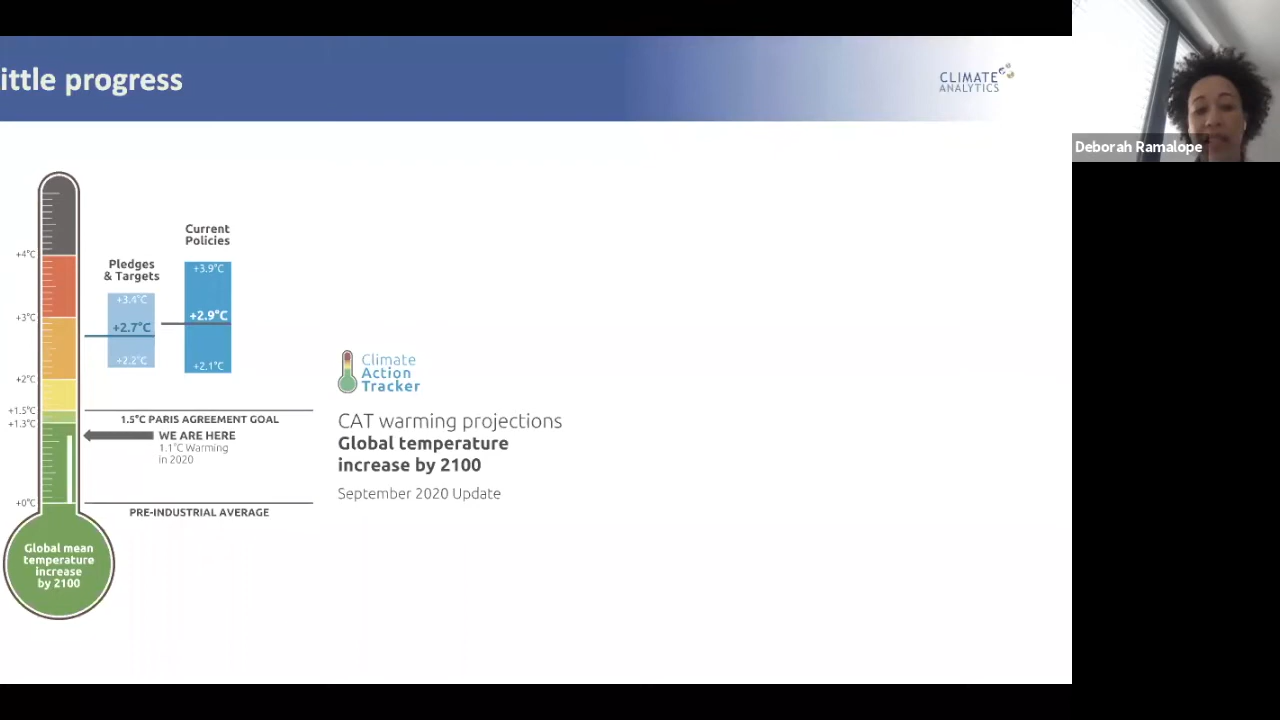 ittle progress
CLIMATE
ANALYTICS
Deborah Ramalope
Current
Policies
Pledges
& Targets
+4°C
+3.9°C
+3.4°C
+3°C
+2.9°C
+2.7°C
+2.2°C
+2.1°C
+2°C
+1.5°C
+1.3°C
1.5°C PARIS AGREEMENT GOAL
WE ARE HERE
1.1°C Warming
in 2020
+0°C
PRE-INDUSTRIAL AVERAGE
Global mean
temperature
increase
by 2100
Climate
Action
Tracker
CAT warming projections
Global temperature
increase by 2100
September 2020 Update